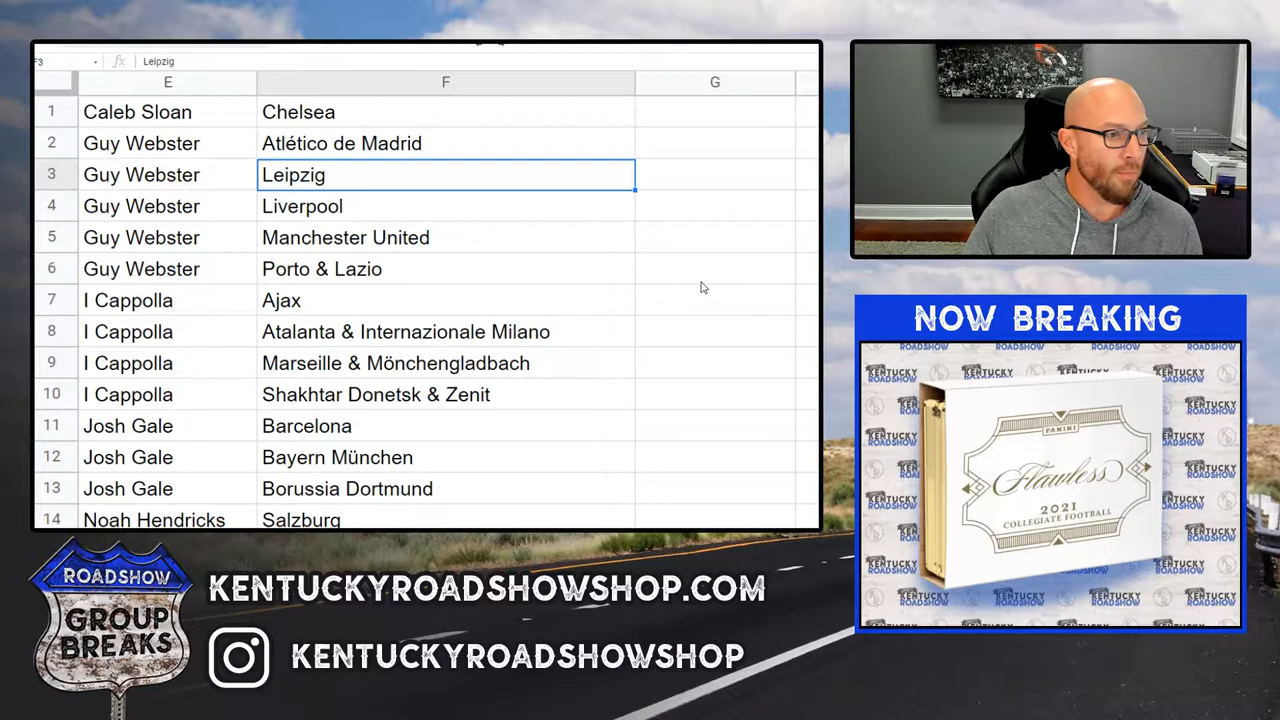 F3
fx
Leipzig
E
F
G
1 Caleb Sloan Chelsea
2 Guy Webster Atlético de Madrid
3 Guy Webster Leipzig
4 Guy Webster Liverpool
5 Guy Webster Manchester United
6 Guy Webster Porto & Lazio
7 I Cappolla Ajax
8 I Cappolla Atalanta & Internazionale Milano
9 I Cappolla Marseille & Mönchengladbach
10 I Cappolla Shakhtar Donetsk & Zenit
11 Josh Gale Barcelona
12 Josh Gale Bayern München
13 Josh Gale Borussia Dortmund
14 Noah Hendricks Salzburg
NOW BREAKING
KENTUCKY
ROADSHOW
PANINI
Flawless
2021
COLLEGIATE FOOTBALL
ROADSHOW
GROUP
BREAKS
KENTUCKYROADSHOWSHOP.COM
KENTUCKYROADSHOWSHOP